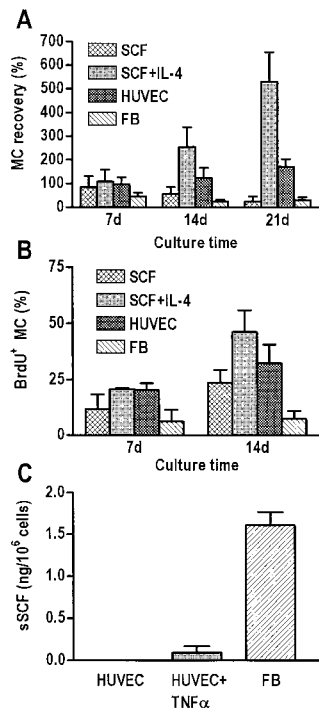 A
MC recovery (%)
700
600
500
400
300
200
100
0
SCF
SCF+IL-4
HUVEC
FB
7d 14d 21d
Culture time
B
BrdU+ MC (%)
75
50
25
0
SCF
SCF+IL-4
HUVEC
FB
7d 14d
Culture time
C
sSCF (ng/10⁶ cells)
2.0
1.5
1.0
0.5
0.0
HUVEC HUVEC+ FB
TNFα